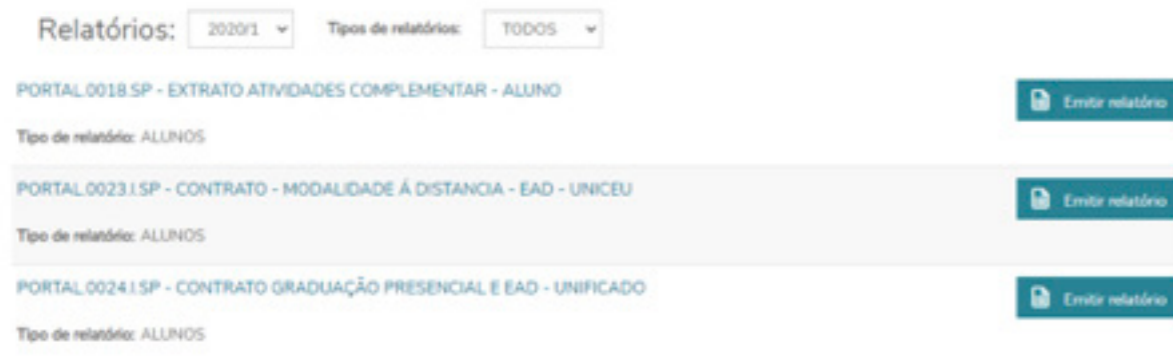 Relatórios: 2020/1 Tipos de relatórios: TODOS
PORTAL.0018.SP - EXTRATO ATIVIDADES COMPLEMENTAR - ALUNO
Emitir relatório
Tipo de relatório: ALUNOS
PORTAL.0023.I.SP - CONTRATO - MODALIDADE Á DISTANCIA - EAD - UNICEU
Emitir relatório
Tipo de relatório: ALUNOS
PORTAL.0024.I.SP - CONTRATO GRADUAÇÃO PRESENCIAL E EAD - UNIFICADO
Emitir relatório
Tipo de relatório: ALUNOS